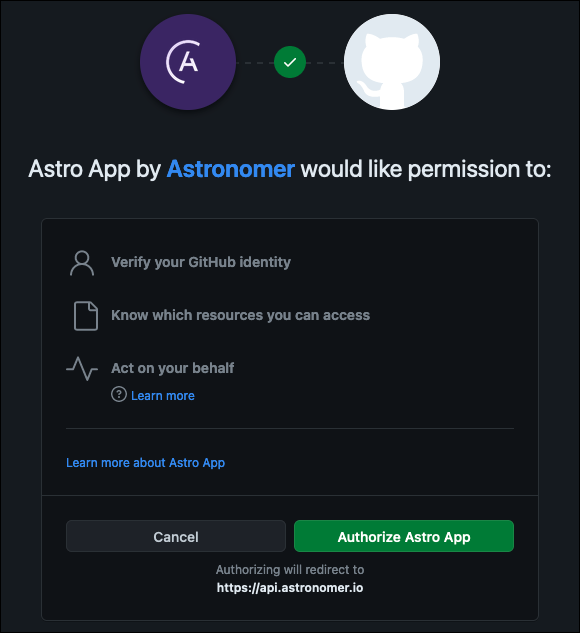 Astro App by Astronomer would like permission to:
Verify your GitHub identity
Know which resources you can access
Act on your behalf
? Learn more
Learn more about Astro App
Cancel
Authorize Astro App
Authorizing will redirect to
https://api.astronomer.io